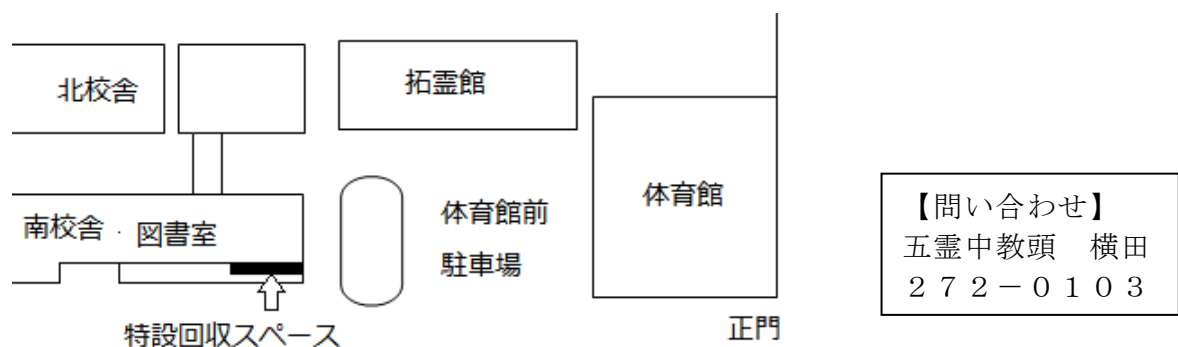 北校舎
拓霊館
体育館
南校舎・図書室
体育館前
駐車場
特設回収スペース
正門
【問い合わせ】
五霊中教頭　横田
２７２－０１０３